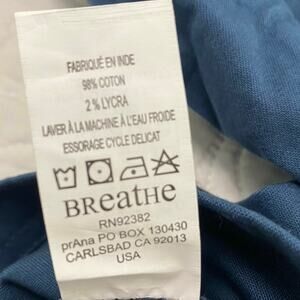 FABRIQUÉ EN INDE
98% COTON
2% LYCRA
LAVER À LA MACHINE À L'EAU FROIDE
ESSORAGE CYCLE DELICAT
BReatHe
RN92382
prAna PO BOX 130430
CARLSBAD CA 92013
USA